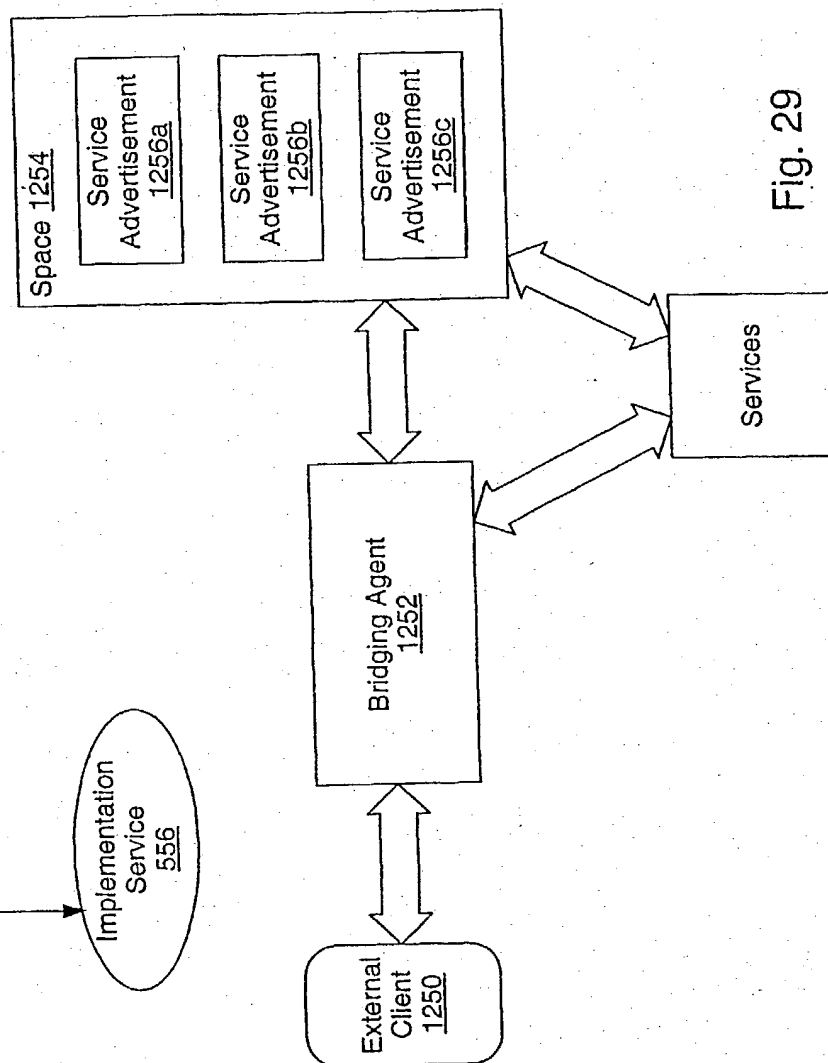 Implementation
Service
556
External
Client
1250
Bridging Agent
1252
Space 1254
Service
Advertisement
1256a
Service
Advertisement
1256b
Service
Advertisement
1256c
Services
Fig. 29